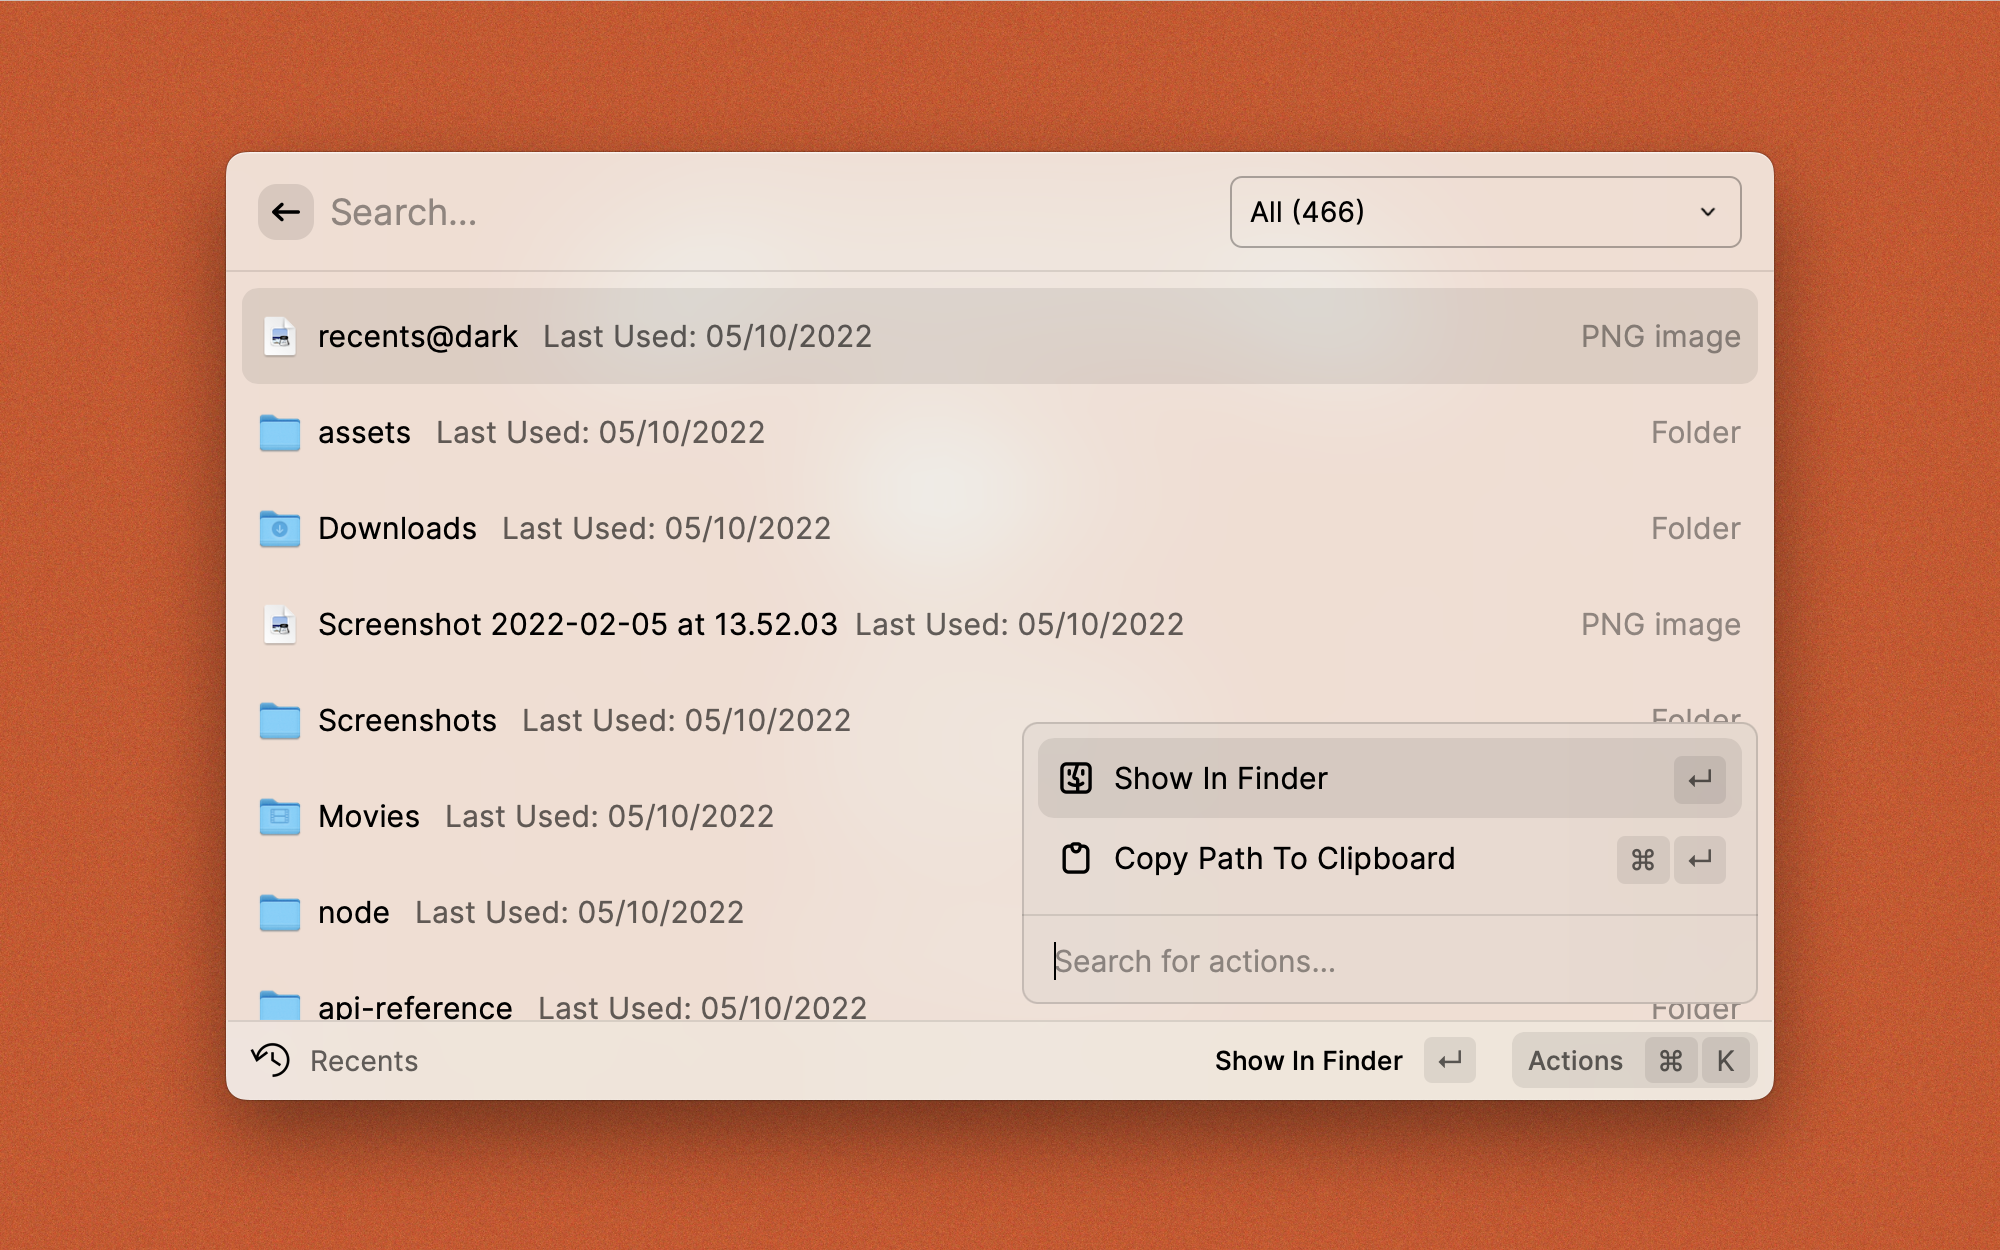 Search...
All (466)
recents@dark Last Used: 05/10/2022 PNG image
assets Last Used: 05/10/2022 Folder
Downloads Last Used: 05/10/2022 Folder
Screenshot 2022-02-05 at 13.52.03 Last Used: 05/10/2022 PNG image
Screenshots Last Used: 05/10/2022 Folder
Movies Last Used: 05/10/2022
node Last Used: 05/10/2022
api-reference Last Used: 05/10/2022 Folder
Show In Finder ↵
Copy Path To Clipboard ⌘ ↵
Search for actions...
Recents
Show In Finder ↵
Actions ⌘ K